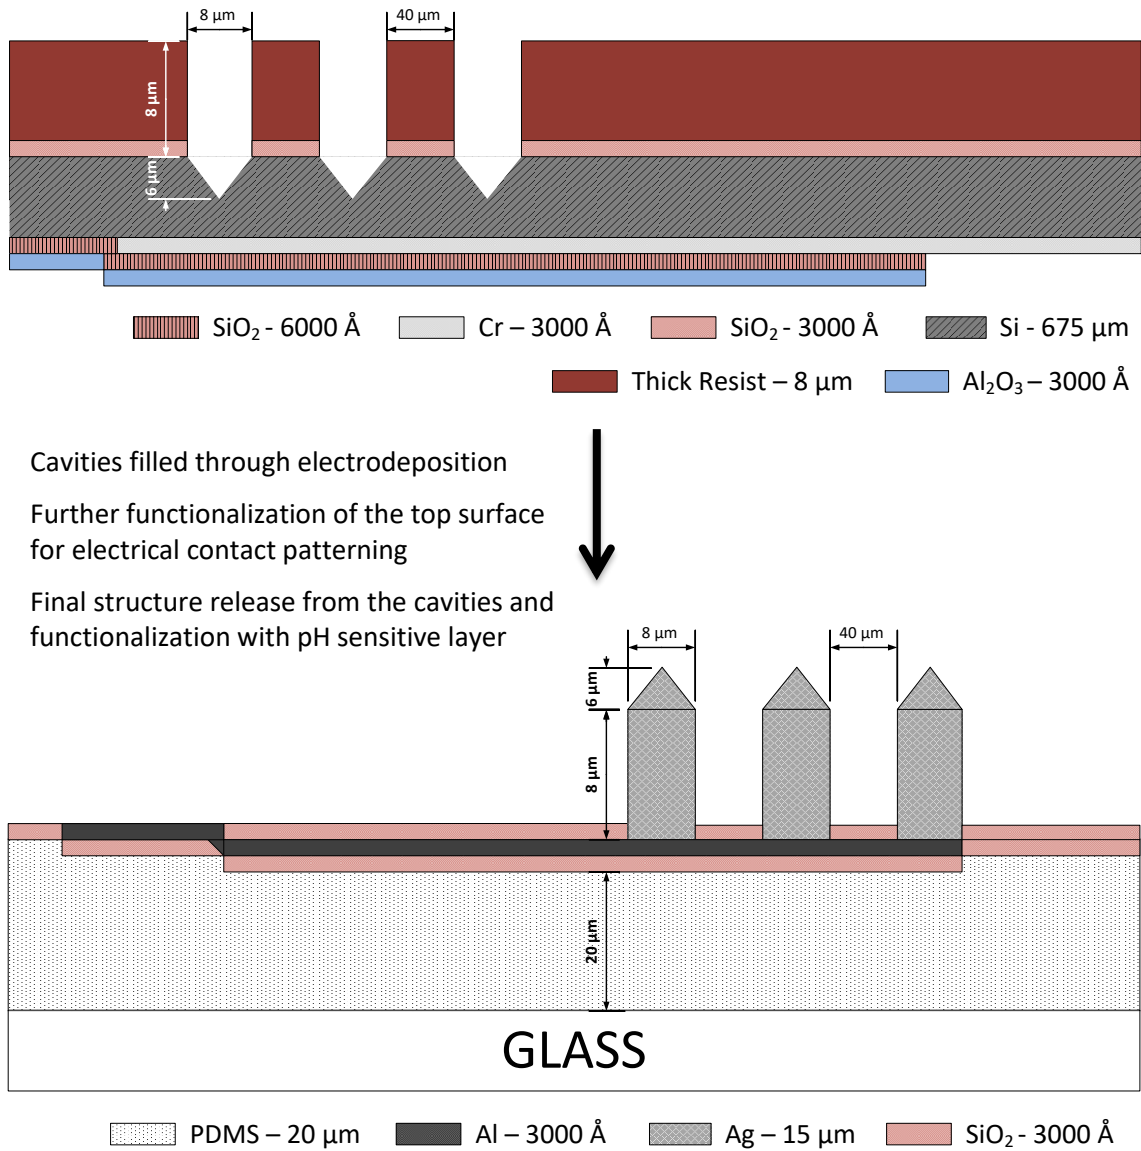 8 µm
40 µm
8 µm
6 µm
SiO₂ - 6000 Å
Cr – 3000 Å
SiO₂ - 3000 Å
Si - 675 µm
Thick Resist – 8 µm
Al₂O₃ – 3000 Å
Cavities filled through electrodeposition
Further functionalization of the top surface
for electrical contact patterning
Final structure release from the cavities and
functionalization with pH sensitive layer
8 µm
40 µm
6 µm
8 µm
20 µm
GLASS
PDMS – 20 µm
Al – 3000 Å
Ag – 15 µm
SiO₂ - 3000 Å